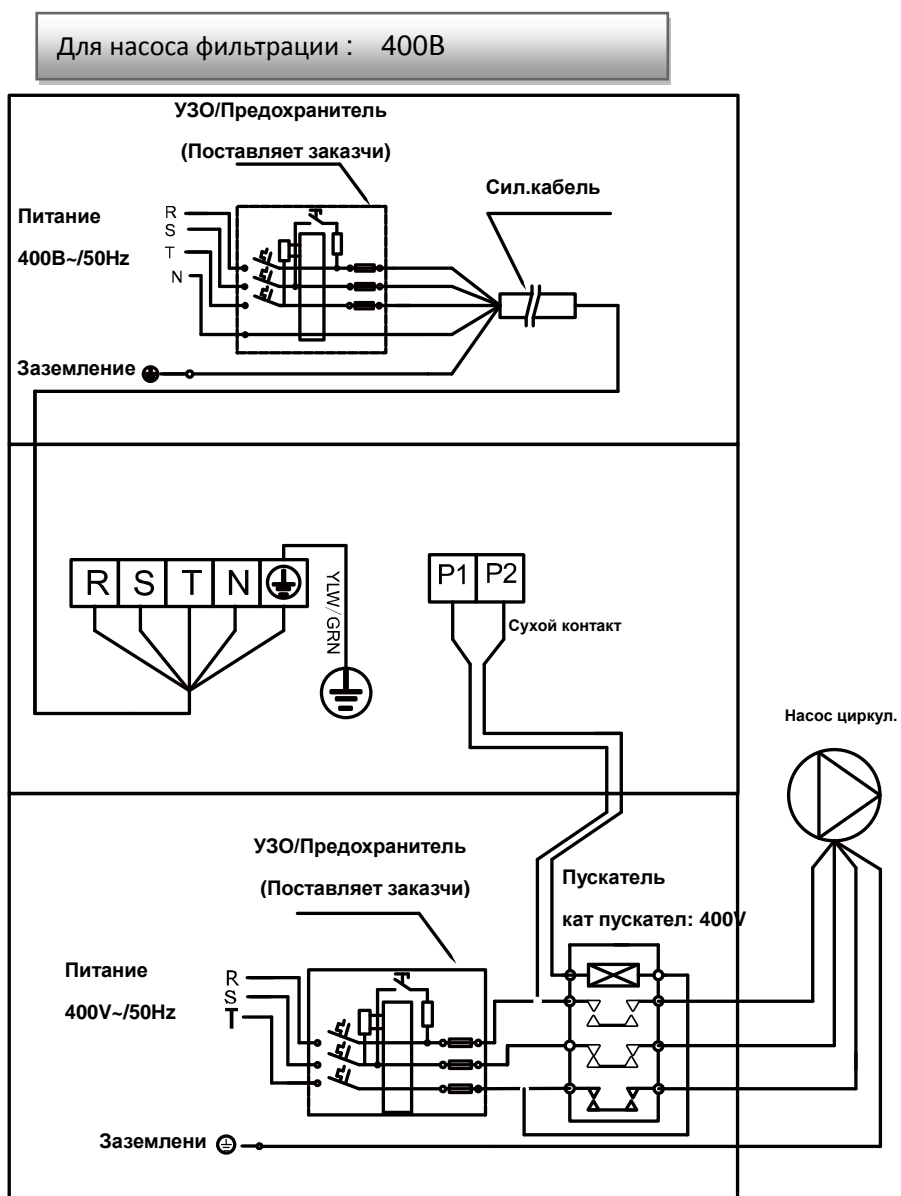 Для насоса фильтрации :   400В
УЗО/Предохранитель
(Поставляет заказчи)
Сил.кабель
Питание
400В~/50Hz
R
S
T
N
Заземление
R S T N
YLW/GRN
P1 P2
Сухой контакт
Насос циркул.
УЗО/Предохранитель
(Поставляет заказчи)
Пускатель
кат пускател: 400V
Питание
400V~/50Hz
R
S
T
Заземлени